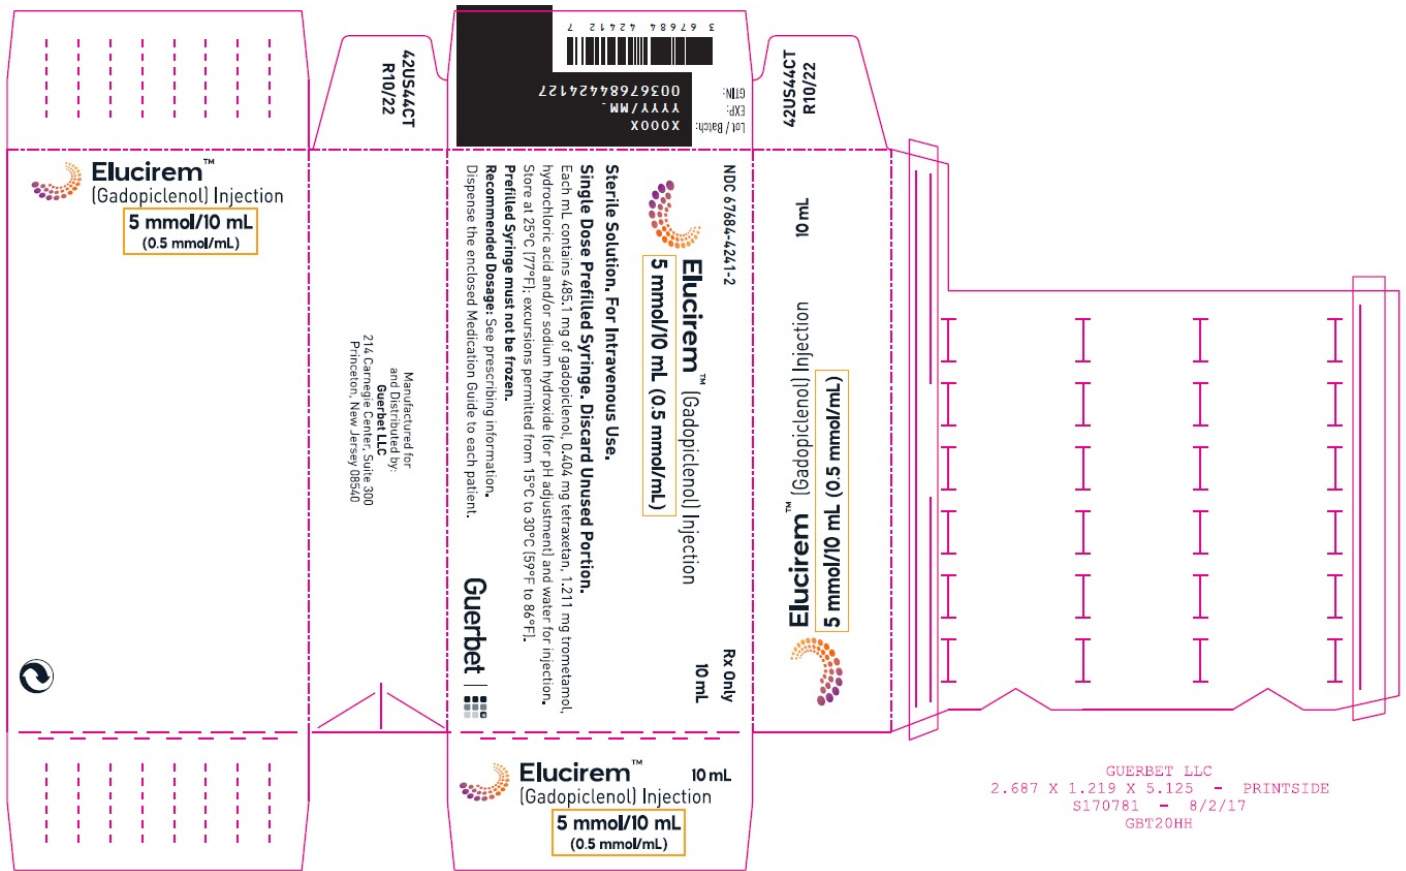 42US44CT
R10/22
3 67684 42412 7
Lot / Batch: X000X
EXP: YYYY/MM_
GTIN: 00367684424127
42US44CT
R10/22
Elucirem™
(Gadopiclenol) Injection
5 mmol/10 mL
(0.5 mmol/mL)
Manufactured for
and Distributed by:
Guerbet LLC
214 Carnegie Center, Suite 300
Princeton, New Jersey 08540
NDC 67684-4241-2
Rx Only
10 mL
Elucirem™ (Gadopiclenol) Injection
5 mmol/10 mL (0.5 mmol/mL)
Sterile Solution. For Intravenous Use.
Single Dose Prefilled Syringe. Discard Unused Portion.
Each mL contains 485.1 mg of gadopiclenol, 0.404 mg tetraxetan, 1.211 mg trometamol,
hydrochloric acid and/or sodium hydroxide (for pH adjustment) and water for injection.
Store at 25°C (77°F); excursions permitted from 15°C to 30°C (59°F to 86°F).
Prefilled Syringe must not be frozen.
Recommended Dosage: See prescribing information.
Dispense the enclosed Medication Guide to each patient.
Guerbet
10 mL
Elucirem™ (Gadopiclenol) Injection
5 mmol/10 mL (0.5 mmol/mL)
Elucirem™ 10 mL
(Gadopiclenol) Injection
5 mmol/10 mL
(0.5 mmol/mL)
GUERBET LLC
2.687 X 1.219 X 5.125 - PRINTSIDE
S170781 - 8/2/17
GBT20HH